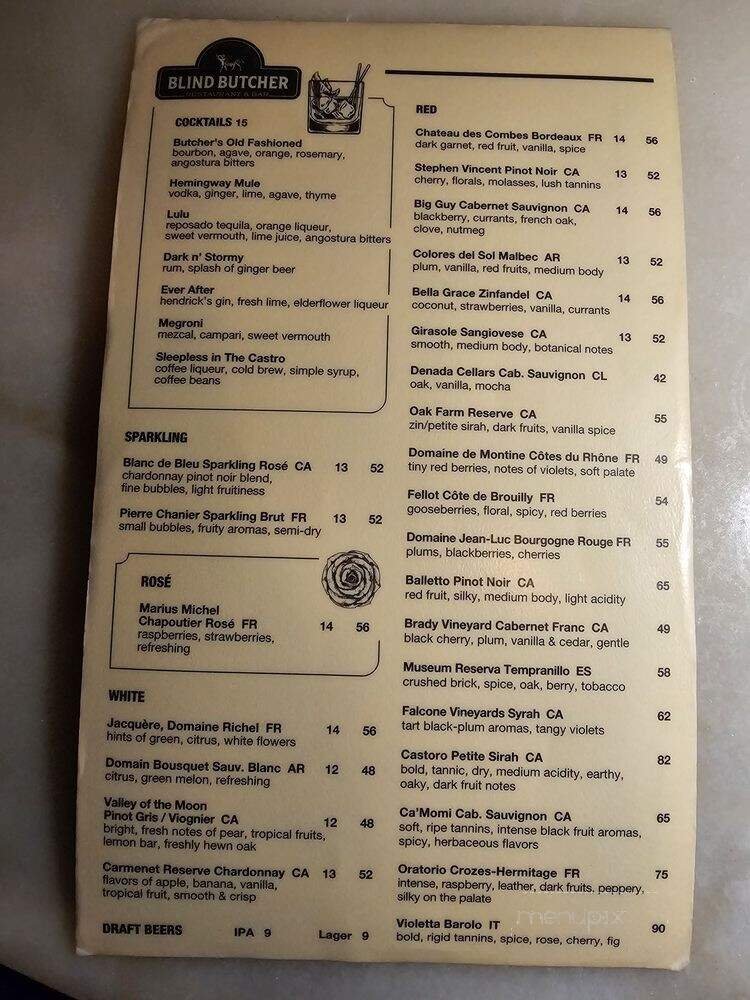 BLIND BUTCHER
RESTAURANT & BAR
COCKTAILS 15
Butcher's Old Fashioned
bourbon, agave, orange, rosemary,
angostura bitters
Hemingway Mule
vodka, ginger, lime, agave, thyme
Lulu
reposado tequila, orange liqueur,
sweet vermouth, lime juice, angostura bitters
Dark n' Stormy
rum, splash of ginger beer
Ever After
hendrick's gin, fresh lime, elderflower liqueur
Megroni
mezcal, campari, sweet vermouth
Sleepless in The Castro
coffee liqueur, cold brew, simple syrup,
coffee beans
SPARKLING
Blanc de Bleu Sparkling Rosé CA 13 52
chardonnay pinot noir blend,
fine bubbles, light fruitiness
Pierre Chanier Sparkling Brut FR 13 52
small bubbles, fruity aromas, semi-dry
ROSÉ
Marius Michel
Chapoutier Rosé FR 14 56
raspberries, strawberries,
refreshing
WHITE
Jacquère, Domaine Richel FR 14 56
hints of green, citrus, white flowers
Domain Bousquet Sauv. Blanc AR 12 48
citrus, green melon, refreshing
Valley of the Moon
Pinot Gris / Viognier CA 12 48
bright, fresh notes of pear, tropical fruits,
lemon bar, freshly hewn oak
Carmenet Reserve Chardonnay CA 13 52
flavors of apple, banana, vanilla,
tropical fruit, smooth & crisp
DRAFT BEERS IPA 9 Lager 9
RED
Chateau des Combes Bordeaux FR 14 56
dark garnet, red fruit, vanilla, spice
Stephen Vincent Pinot Noir CA 13 52
cherry, florals, molasses, lush tannins
Big Guy Cabernet Sauvignon CA 14 56
blackberry, currants, french oak,
clove, nutmeg
Colores del Sol Malbec AR 13 52
plum, vanilla, red fruits, medium body
Bella Grace Zinfandel CA 14 56
coconut, strawberries, vanilla, currants
Girasole Sangiovese CA 13 52
smooth, medium body, botanical notes
Denada Cellars Cab. Sauvignon CL 42
oak, vanilla, mocha
Oak Farm Reserve CA 55
zin/petite sirah, dark fruits, vanilla spice
Domaine de Montine Côtes du Rhône FR 49
tiny red berries, notes of violets, soft palate
Fellot Côte de Brouilly FR 54
gooseberries, floral, spicy, red berries
Domaine Jean-Luc Bourgogne Rouge FR 55
plums, blackberries, cherries
Balletto Pinot Noir CA 65
red fruit, silky, medium body, light acidity
Brady Vineyard Cabernet Franc CA 49
black cherry, plum, vanilla & cedar, gentle
Museum Reserva Tempranillo ES 58
crushed brick, spice, oak, berry, tobacco
Falcone Vineyards Syrah CA 62
tart black-plum aromas, tangy violets
Castoro Petite Sirah CA 82
bold, tannic, dry, medium acidity, earthy,
oaky, dark fruit notes
Ca'Momi Cab. Sauvignon CA 65
soft, ripe tannins, intense black fruit aromas,
spicy, herbaceous flavors
Oratorio Crozes-Hermitage FR 75
intense, raspberry, leather, dark fruits. peppery,
silky on the palate
Violetta Barolo IT 90
bold, rigid tannins, spice, rose, cherry, fig
menupix